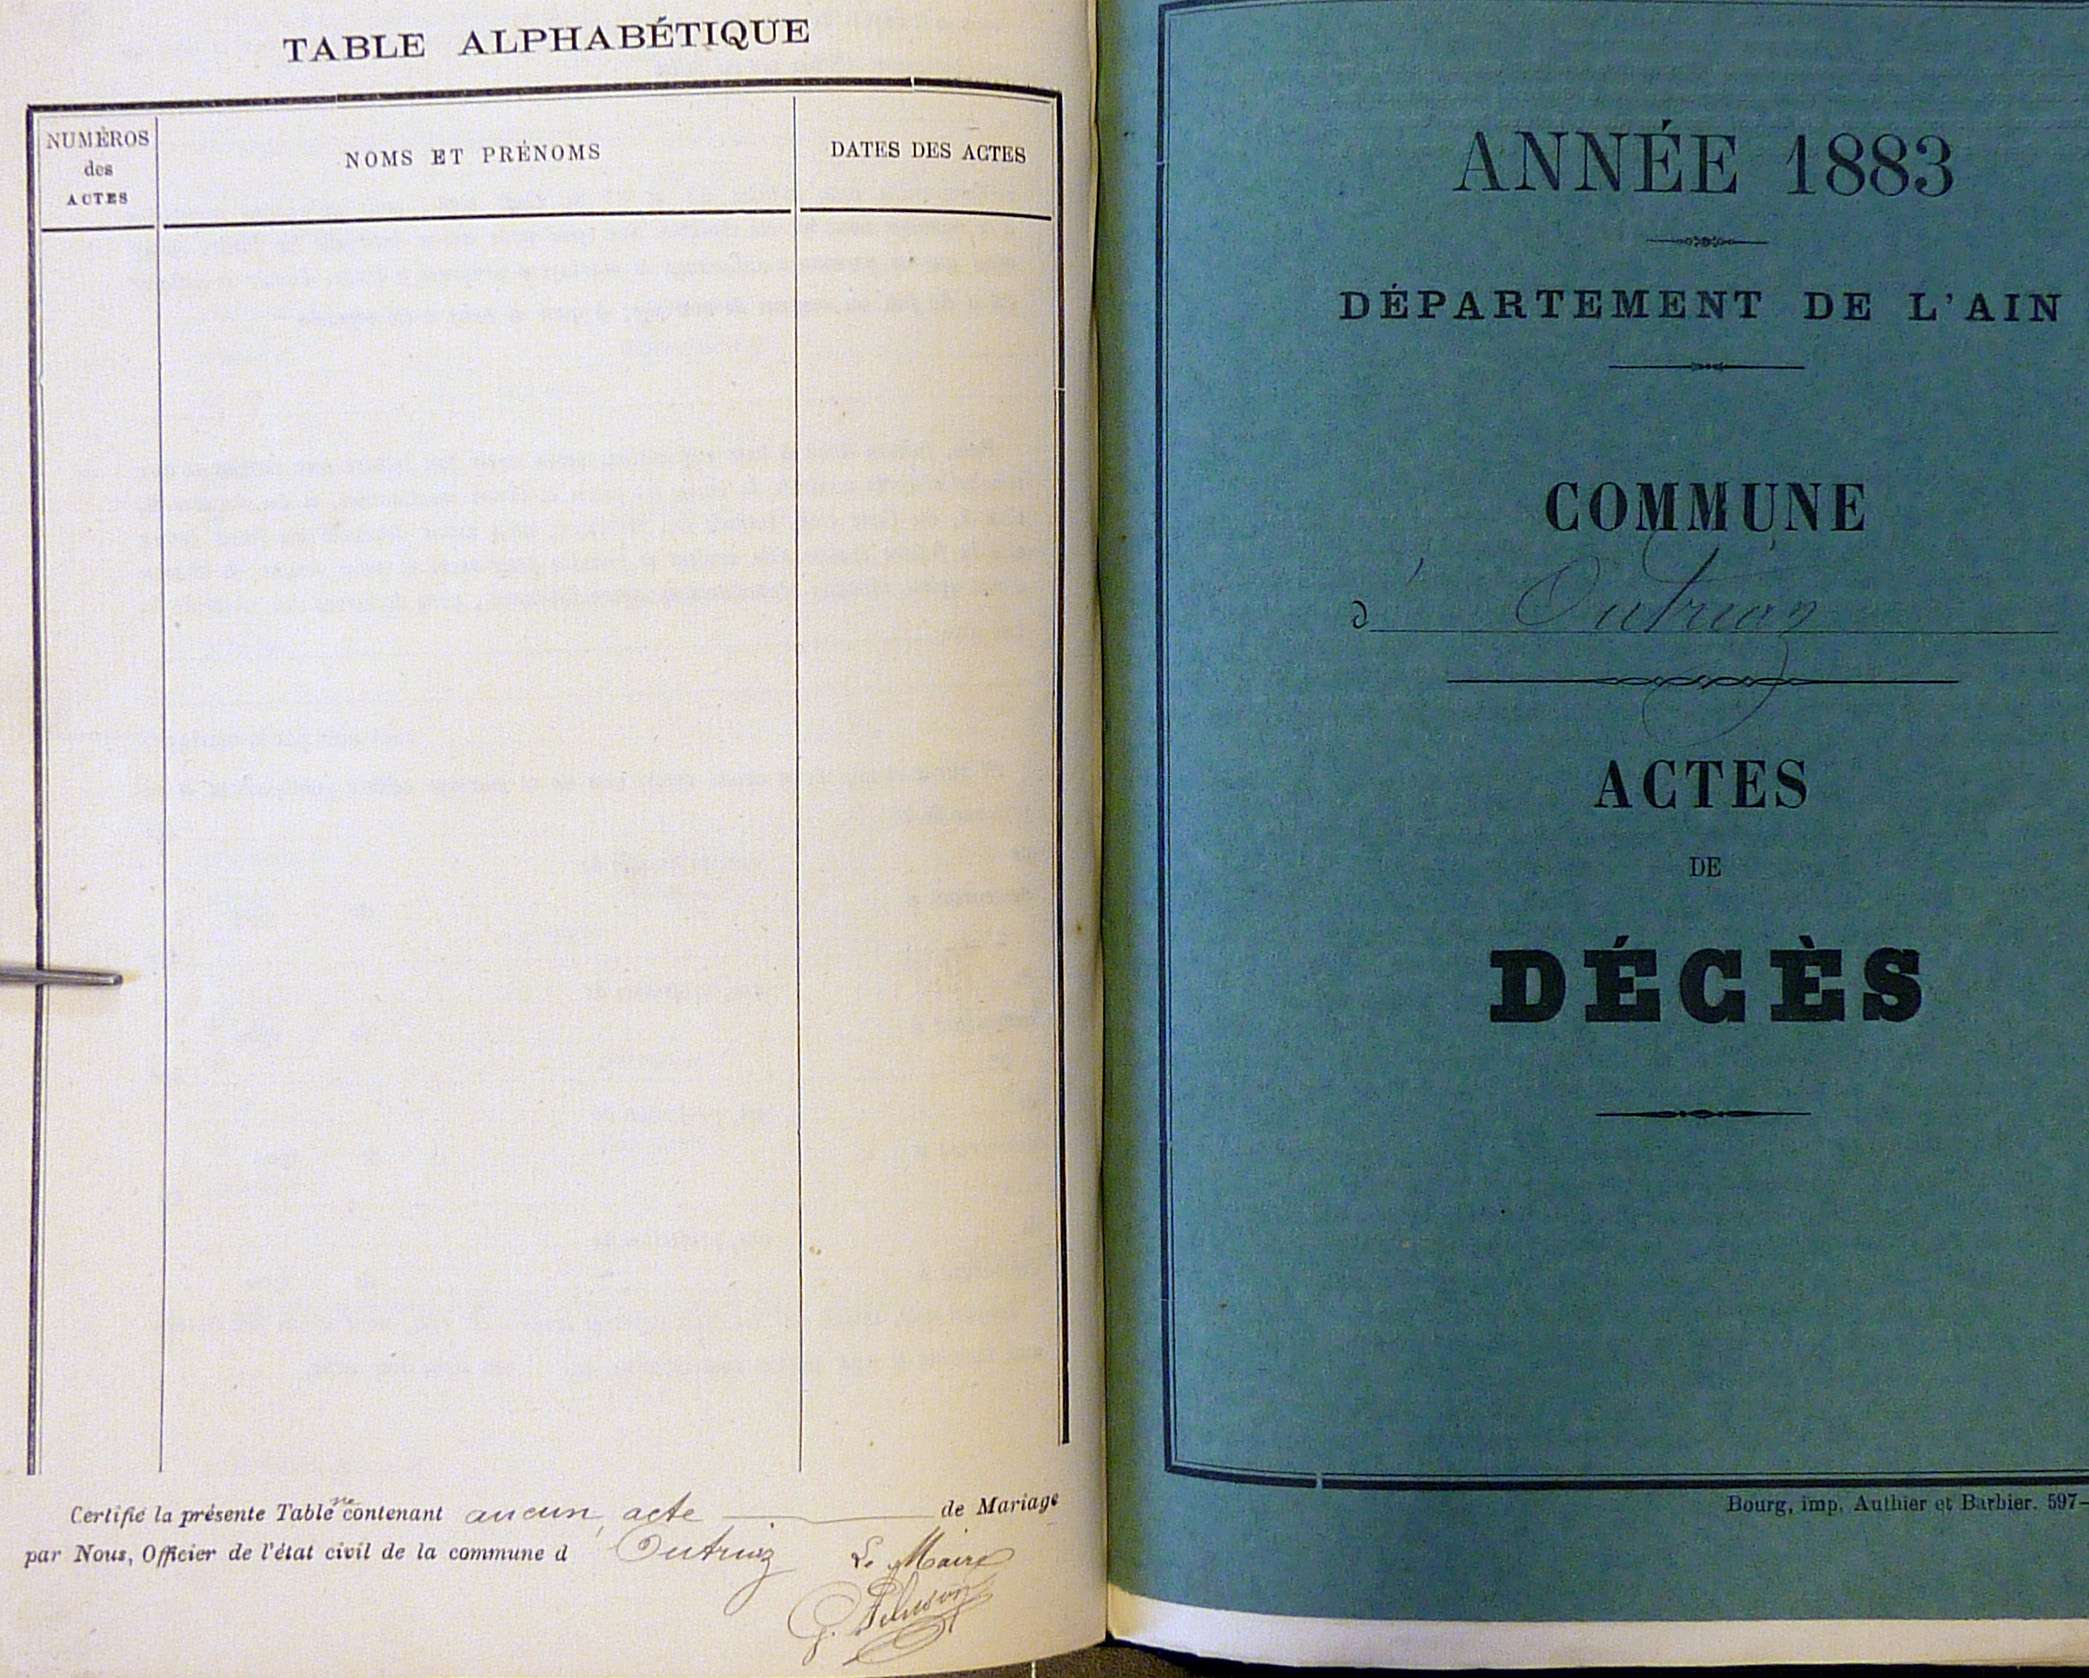 TABLE ALPHABÉTIQUE
NUMÉROS
des
ACTES
NOMS ET PRÉNOMS
DATES DES ACTES
Certifié la présente Table ne contenant aucun acte de Mariage
par Nous, Officier de l'état civil de la commune d'Outriaz Le Maire
ANNÉE 1883
DÉPARTEMENT DE L'AIN
COMMUNE
d'Outriaz
ACTES
DE
DÉCÈS
Bourg, imp. Authier et Barbier. 597-